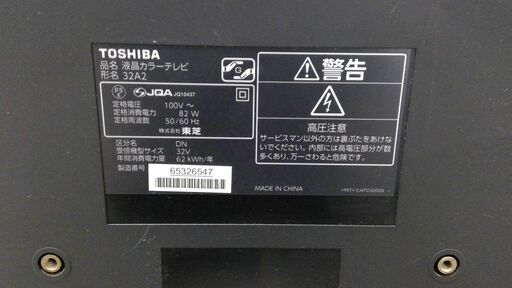 TOSHIBA
品名 液晶カラーテレビ
形名 32A2
PS E JQA JQ10437
定格電圧 100V ～
定格消費電力 82 W
定格周波数 50/60 Hz
株式会社 東芝
区分名 DN
受信機型サイズ 32V
年間消費電力量 62 kWh/年
製造番号 65326547
警告
高圧注意
サービスマン以外の方は裏ぶたをあけな
いでください。内部には高電圧部分が数
多くあり、万一さわると危険です。
MADE IN CHINA